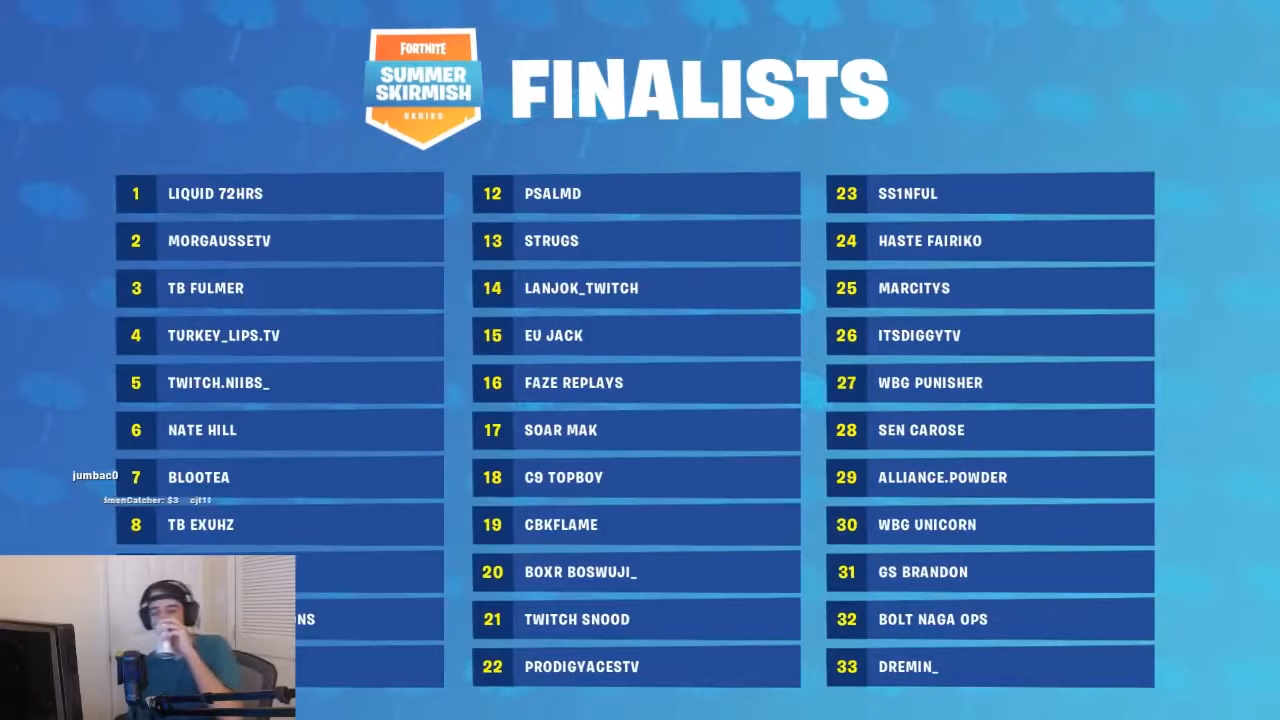 FORTNITE
SUMMER
SKIRMISH
SERIES
FINALISTS
1 LIQUID 72HRS
2 MORGAUSSETV
3 TB FULMER
4 TURKEY_LIPS.TV
5 TWITCH.NIIBS_
6 NATE HILL
jumbac0
7 BLOOTEA
$3
8 TB EXUHZ
NS
12 PSALMD
13 STRUGS
14 LANJOK_TWITCH
15 EU JACK
16 FAZE REPLAYS
17 SOAR MAK
18 C9 TOPBOY
19 CBKFLAME
20 BOXR BOSWUJI_
21 TWITCH SNOOD
22 PRODIGYACESTV
23 SS1NFUL
24 HASTE FAIRIKO
25 MARCITYS
26 ITSDIGGYTV
27 WBG PUNISHER
28 SEN CAROSE
29 ALLIANCE.POWDER
30 WBG UNICORN
31 GS BRANDON
32 BOLT NAGA OPS
33 DREMIN_